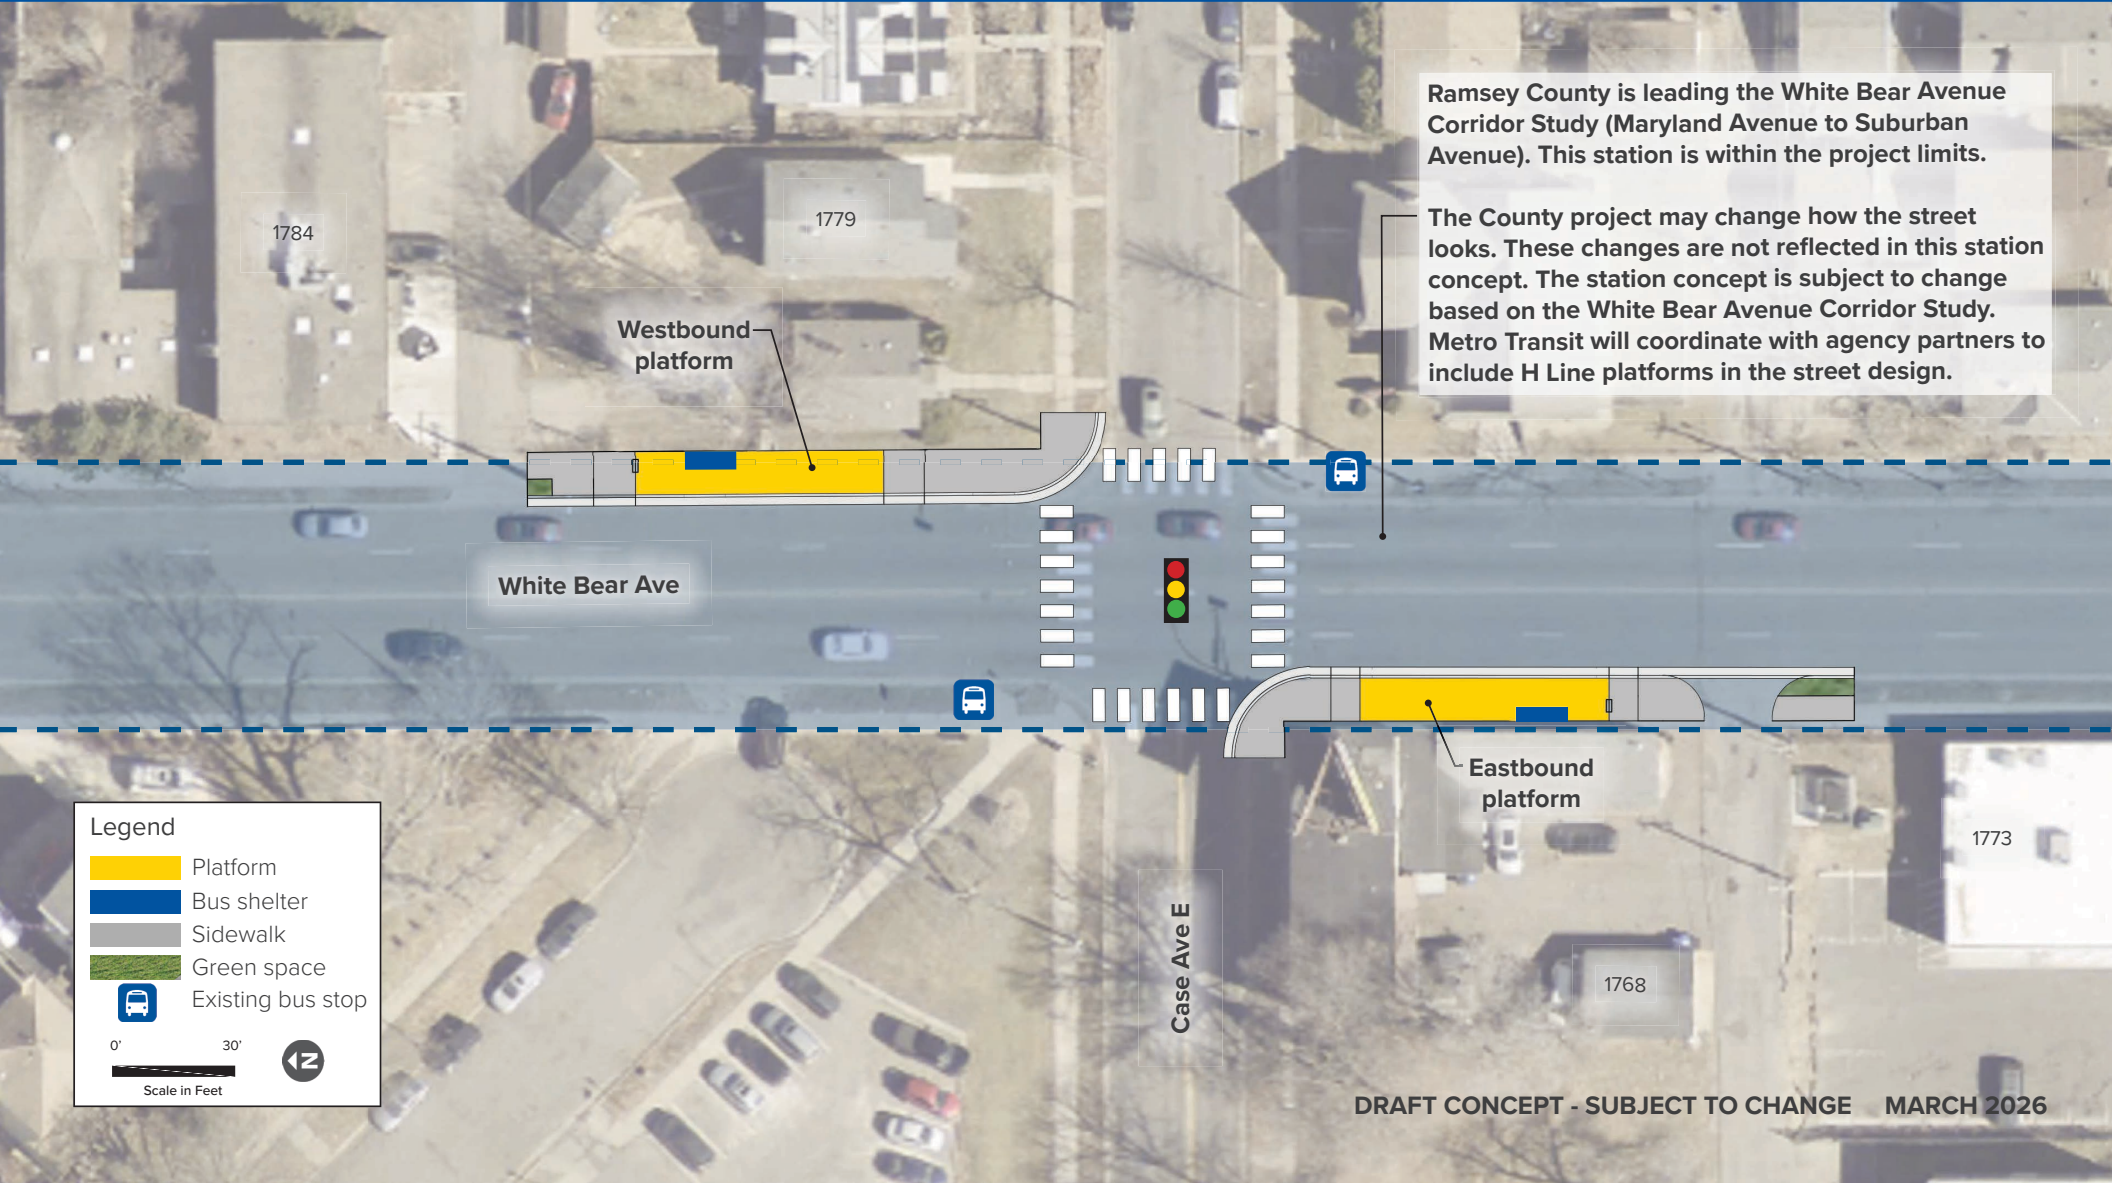 Ramsey County is leading the White Bear Avenue
Corridor Study (Maryland Avenue to Suburban
Avenue). This station is within the project limits.
The County project may change how the street
looks. These changes are not reflected in this station
concept. The station concept is subject to change
based on the White Bear Avenue Corridor Study.
Metro Transit will coordinate with agency partners to
include H Line platforms in the street design.
1784
1779
Westbound
platform
White Bear Ave
Eastbound
platform
1773
1768
Case Ave E
Legend
Platform
Bus shelter
Sidewalk
Green space
Existing bus stop
0' 30'
Scale in Feet
N
DRAFT CONCEPT - SUBJECT TO CHANGE MARCH 2026